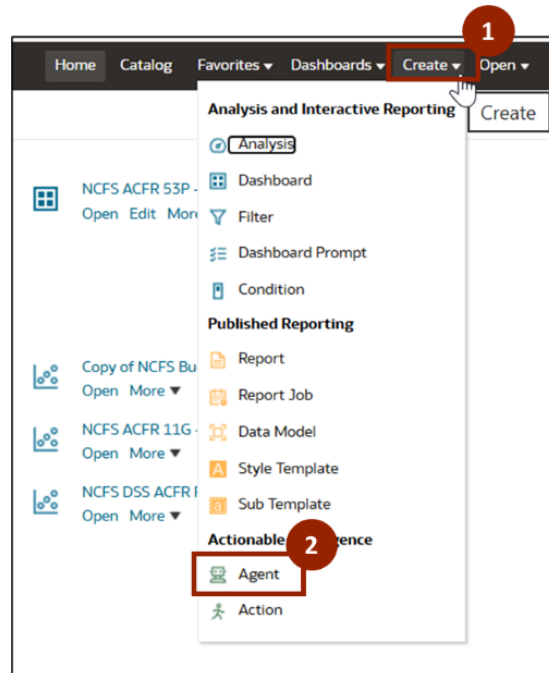 1
Home Catalog Favorites Dashboards Create Open
Analysis and Interactive Reporting
Create
Analysis
NCFS ACFR 53P -
Dashboard
Open Edit
Filter
Dashboard Prompt
Condition
Published Reporting
Copy of NCFS
Report
Open More
Report Job
NCFS ACFR 11G -
Data Model
Open More
Style Template
NCFS DSS ACFR
Sub Template
Open More
Actionable
2
Agent
Action